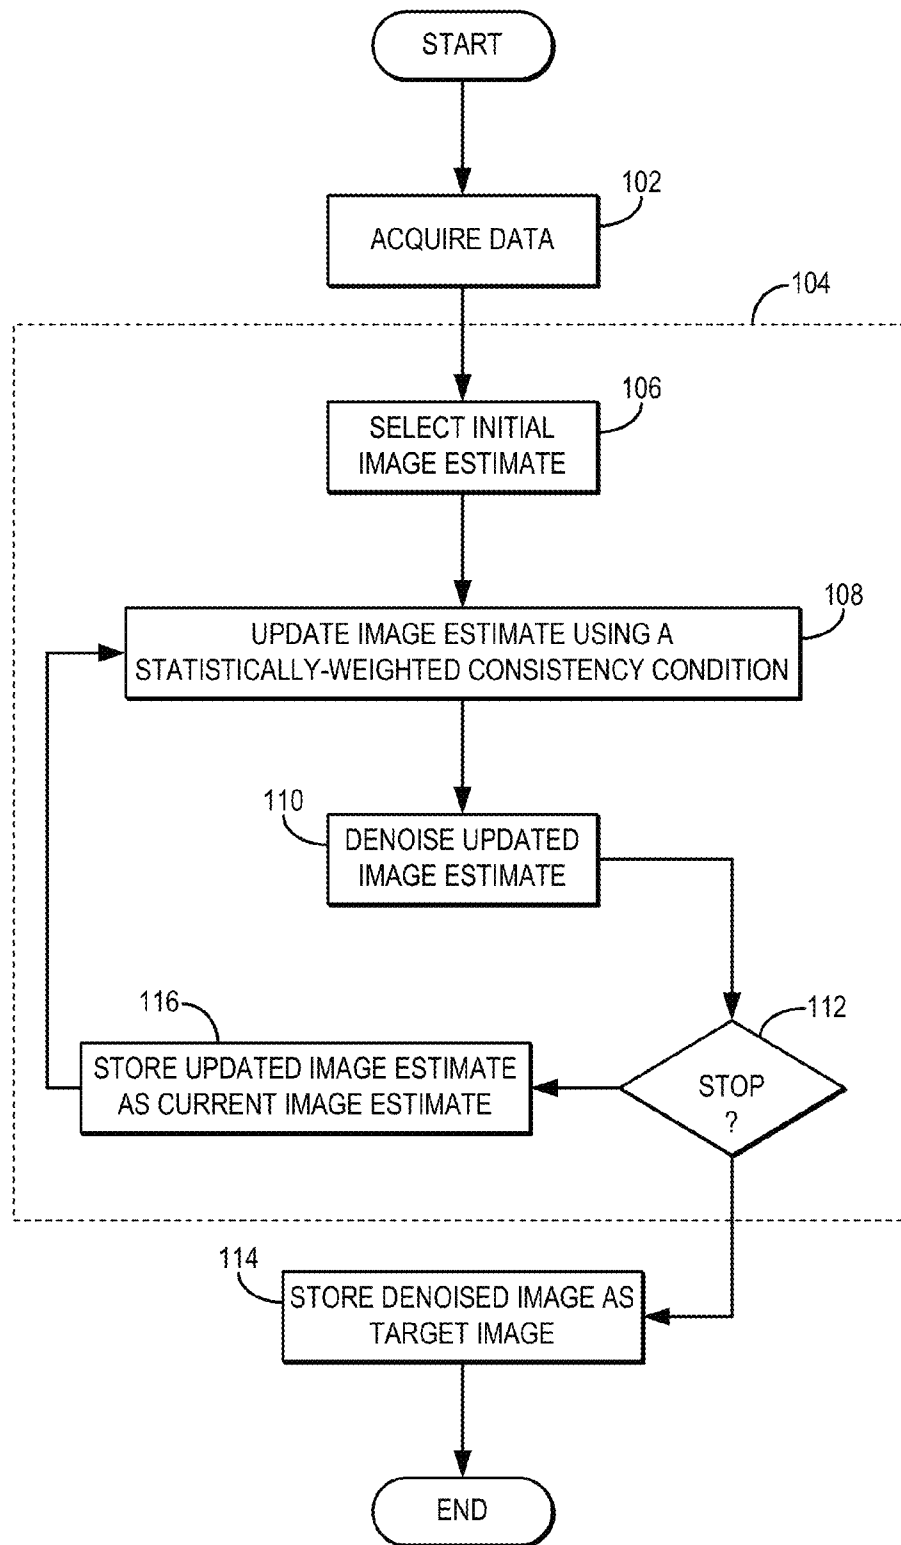 START
102
ACQUIRE DATA
104
106
SELECT INITIAL
IMAGE ESTIMATE
108
UPDATE IMAGE ESTIMATE USING A
STATISTICALLY-WEIGHTED CONSISTENCY CONDITION
110
DENOISE UPDATED
IMAGE ESTIMATE
112
STOP
?
116
STORE UPDATED IMAGE ESTIMATE
AS CURRENT IMAGE ESTIMATE
114
STORE DENOISED IMAGE AS
TARGET IMAGE
END